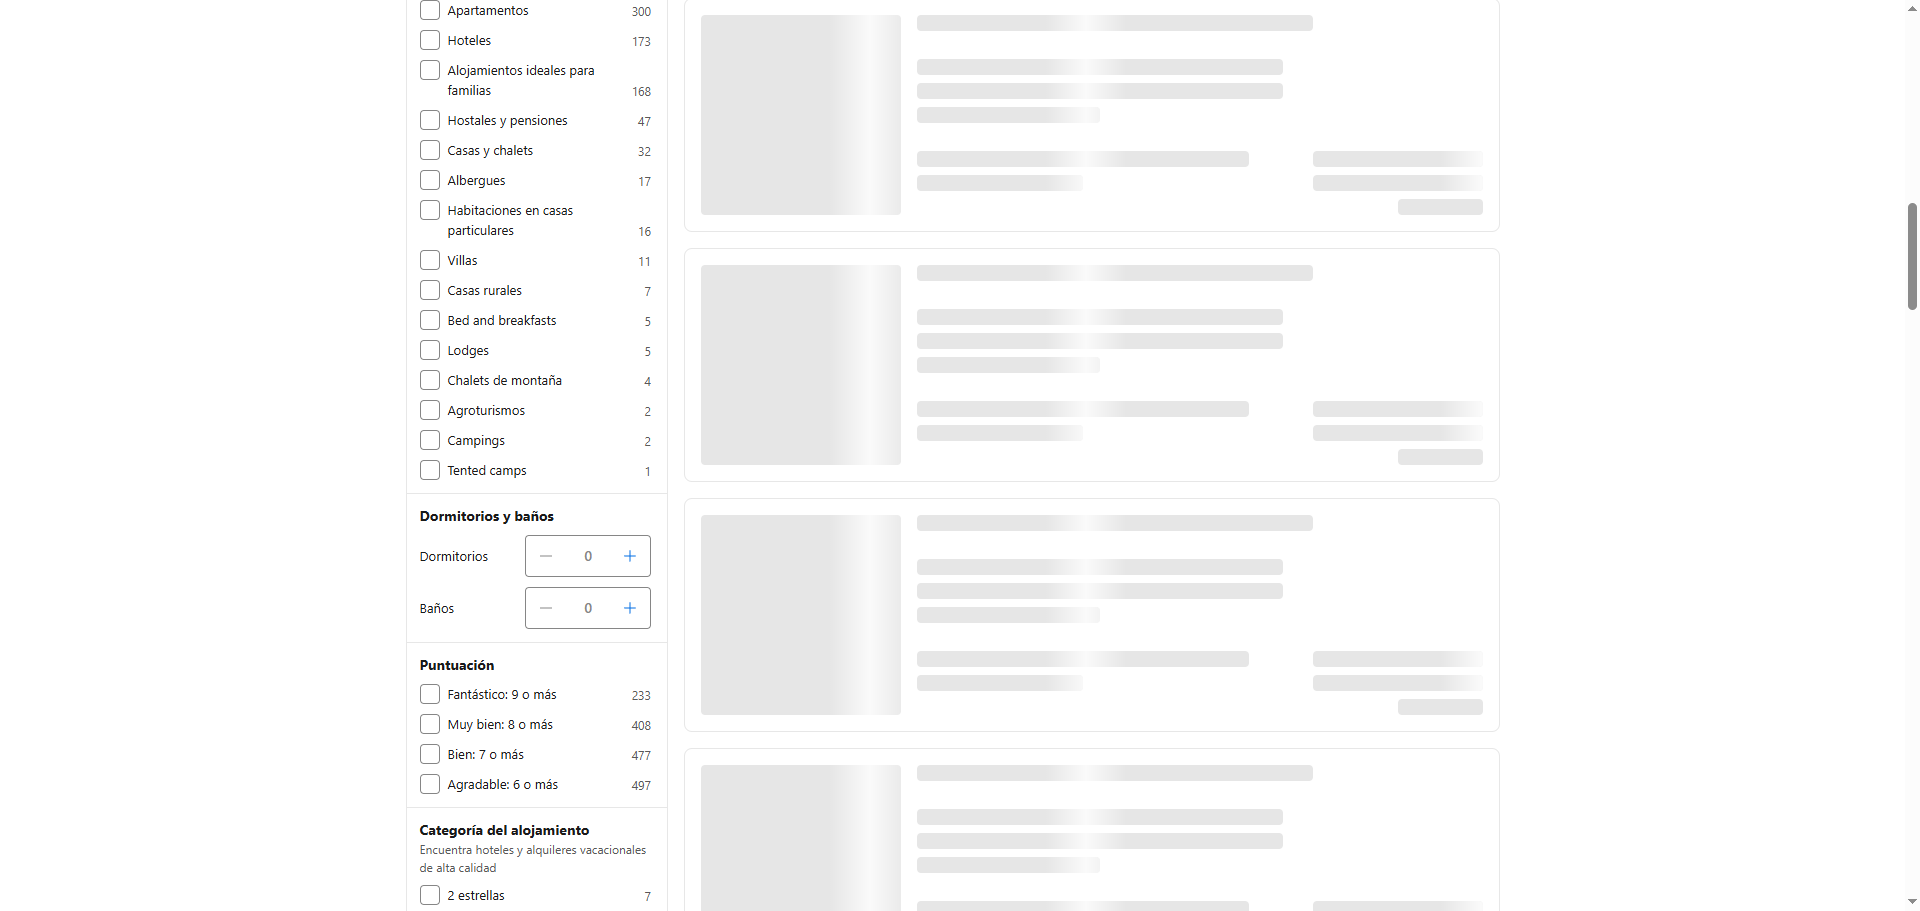 Apartamentos 300
Hoteles 173
Alojamientos ideales para
familias 168
Hostales y pensiones 47
Casas y chalets 32
Albergues 17
Habitaciones en casas
particulares 16
Villas 11
Casas rurales 7
Bed and breakfasts 5
Lodges 5
Chalets de montaña 4
Agroturismos 2
Campings 2
Tented camps 1
Dormitorios y baños
Dormitorios 0
Baños 0
Puntuación
Fantástico: 9 o más 233
Muy bien: 8 o más 408
Bien: 7 o más 477
Agradable: 6 o más 497
Categoría del alojamiento
Encuentra hoteles y alquileres vacacionales
de alta calidad
2 estrellas 7